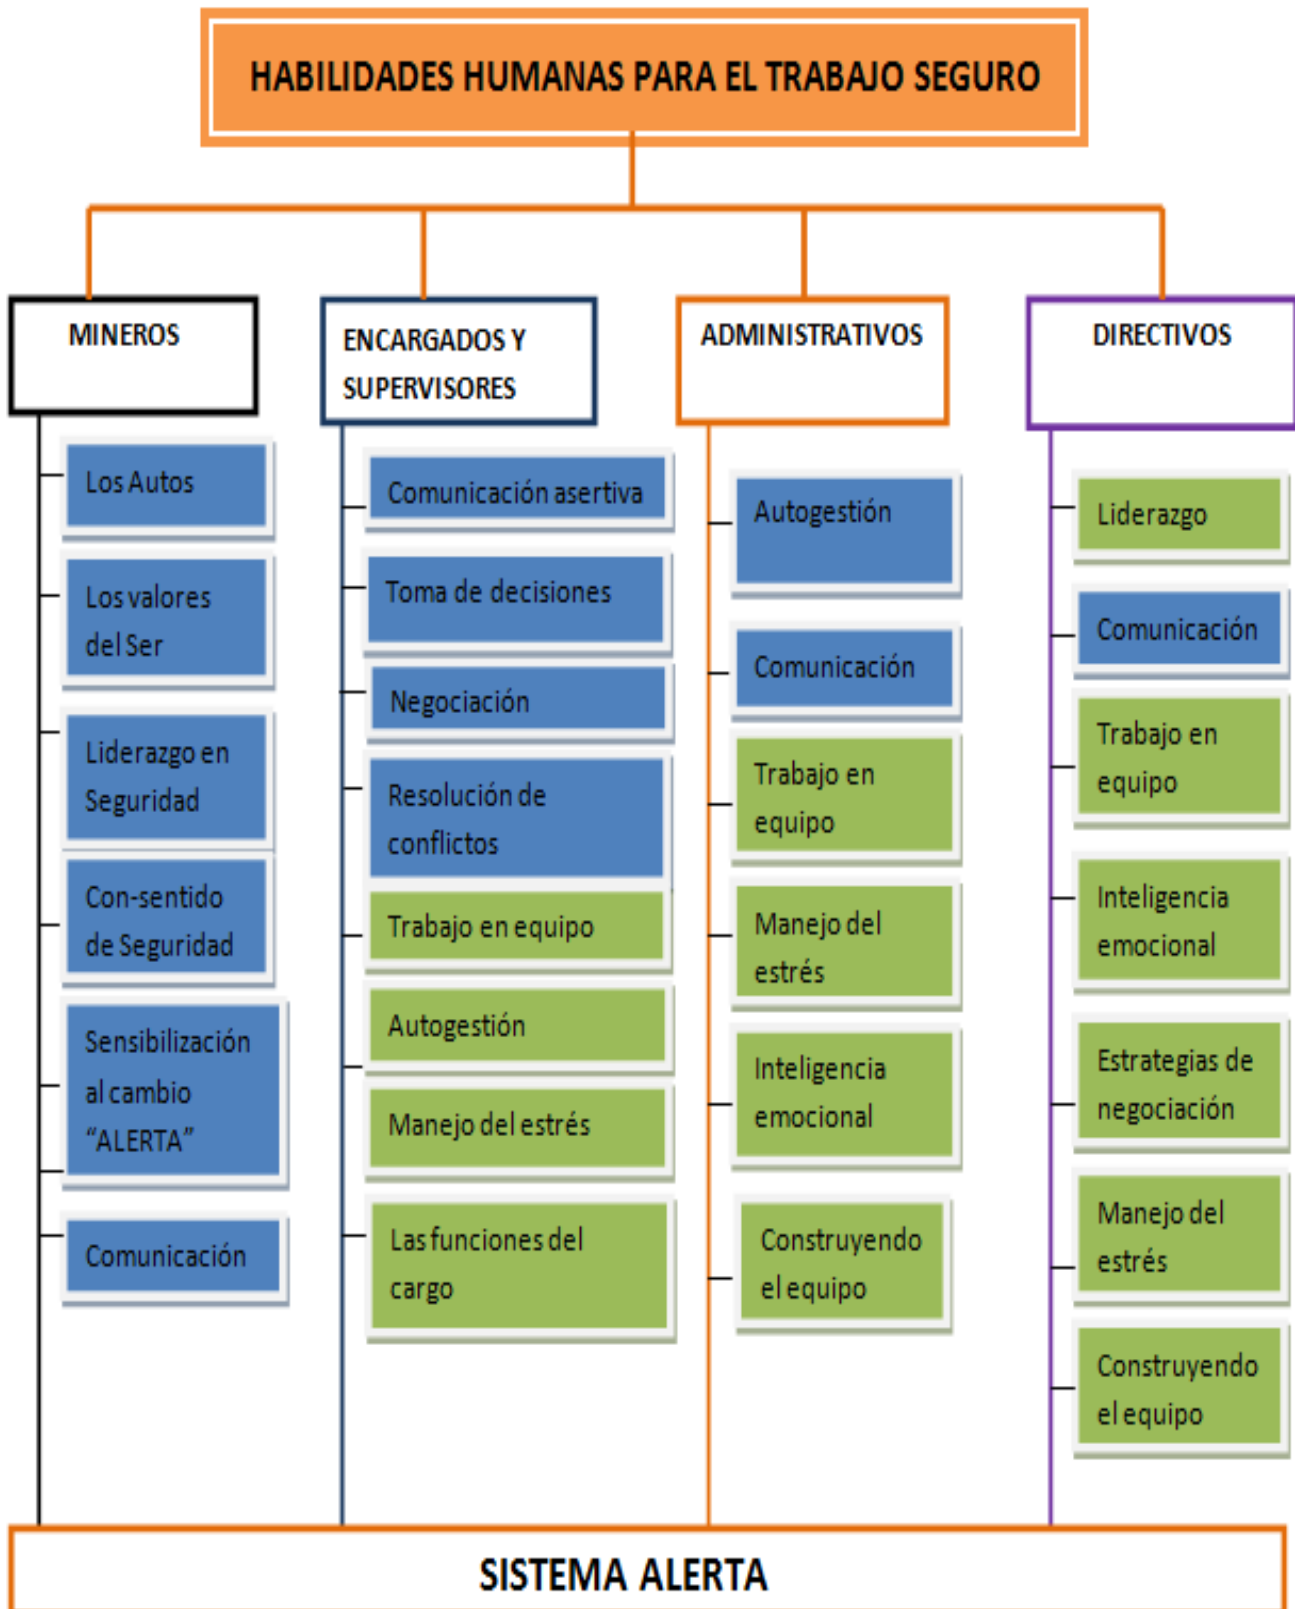 HABILIDADES HUMANAS PARA EL TRABAJO SEGURO
MINEROS
Los Autos
Los valores
del Ser
Liderazgo en
Seguridad
Con-sentido
de Seguridad
Sensibilización
al cambio
“ALERTA”
Comunicación
ENCARGADOS Y
SUPERVISORES
Comunicación asertiva
Toma de decisiones
Negociación
Resolución de
conflictos
Trabajo en equipo
Autogestión
Manejo del estrés
Las funciones del
cargo
ADMINISTRATIVOS
Autogestión
Comunicación
Trabajo en
equipo
Manejo del
estrés
Inteligencia
emocional
Construyendo
el equipo
DIRECTIVOS
Liderazgo
Comunicación
Trabajo en
equipo
Inteligencia
emocional
Estrategias de
negociación
Manejo del
estrés
Construyendo
el equipo
SISTEMA ALERTA